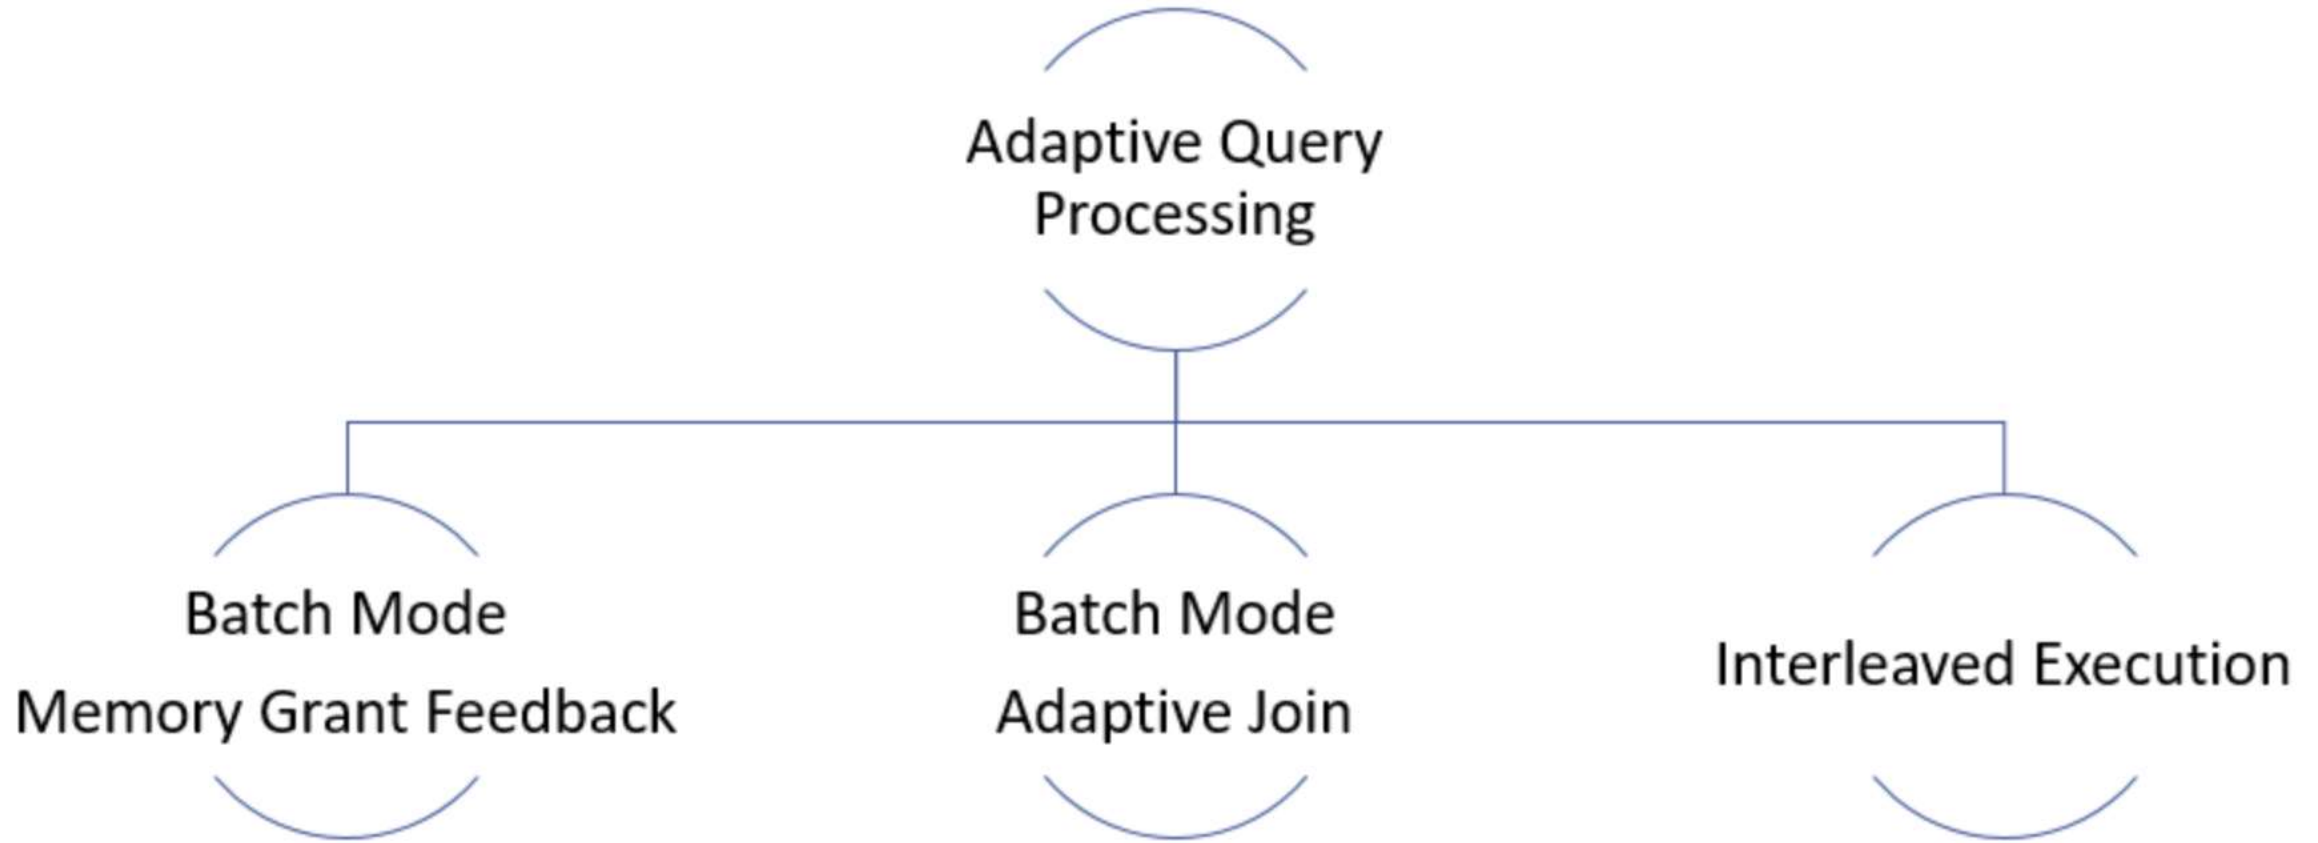 Adaptive Query
Processing
Batch Mode
Memory Grant Feedback
Batch Mode
Adaptive Join
Interleaved Execution